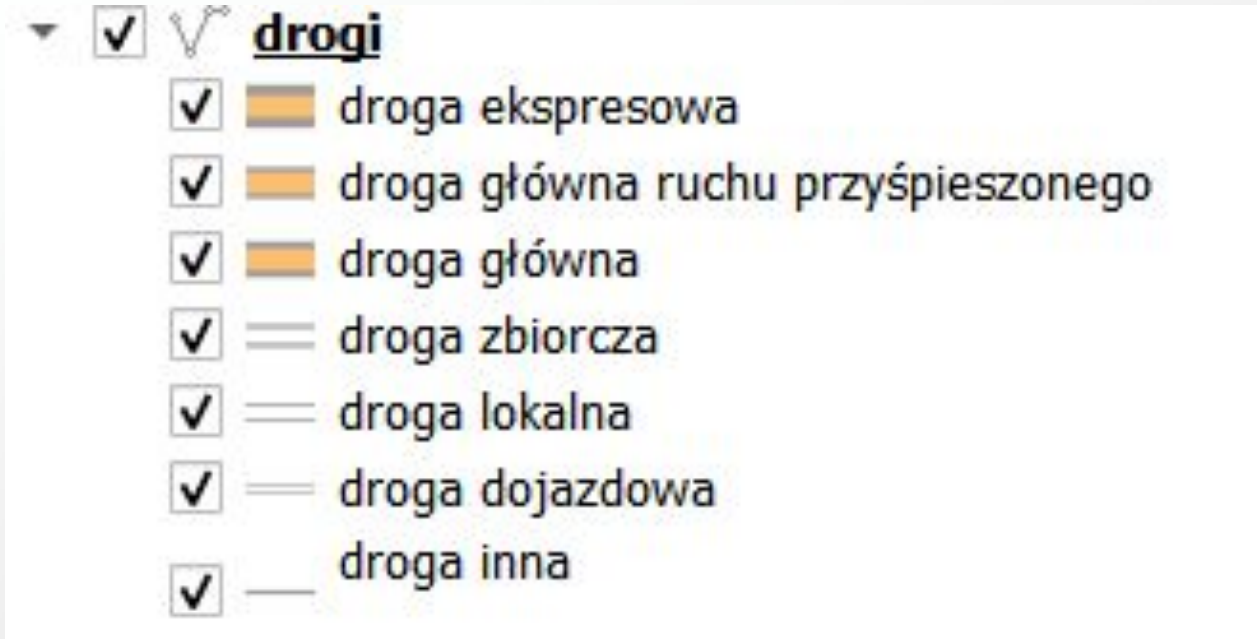 drogi
droga ekspresowa
droga główna ruchu przyśpieszonego
droga główna
droga zbiorcza
droga lokalna
droga dojazdowa
droga inna